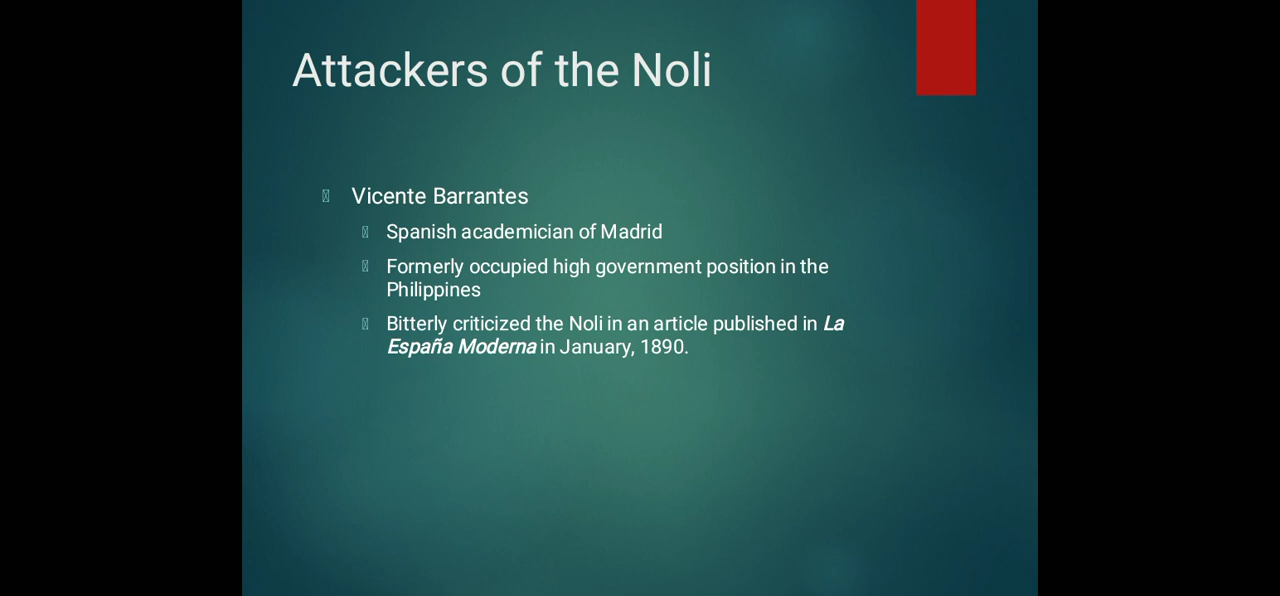 Attackers of the Noli
Vicente Barrantes
Spanish academician of Madrid
Formerly occupied high government position in the
Philippines
Bitterly criticized the Noli in an article published in La
España Moderna in January, 1890.